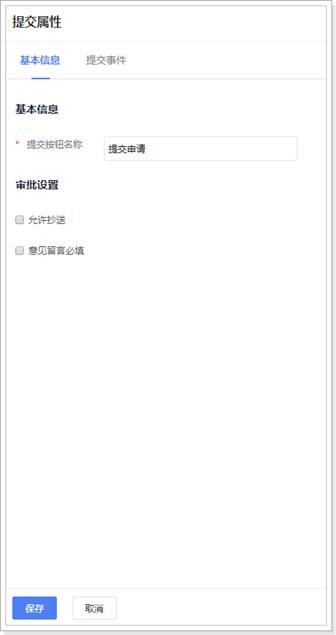 提交属性
基本信息 提交事件
基本信息
* 提交按钮名称 提交申请
审批设置
允许抄送
意见留言必填
保存 取消